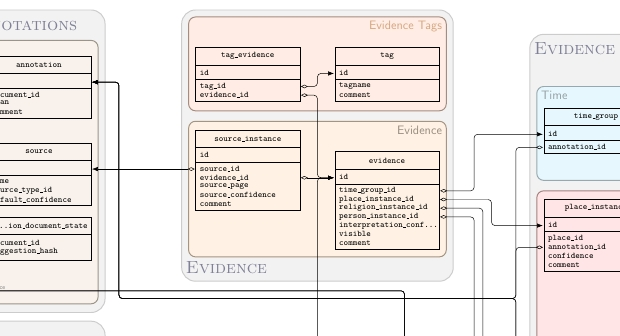 NOTATIONS
annotation
cument_id
an
mment
source
me
urce_type_id
fault_confidence
...ion_document_state
cument_id
ggestion_hash
Evidence Tags
tag_evidence
id
tag_id
evidence_id
tag
id
tagname
comment
Evidence
source_instance
id
source_id
evidence_id
source_page
source_confidence
comment
evidence
id
time_group_id
place_instance_id
religion_instance_id
person_instance_id
interpretation_conf...
visible
comment
EVIDENCE
EVIDENCE
Time
time_group
id
annotation_id
place_instanc
id
place_id
annotation_id
confidence
comment